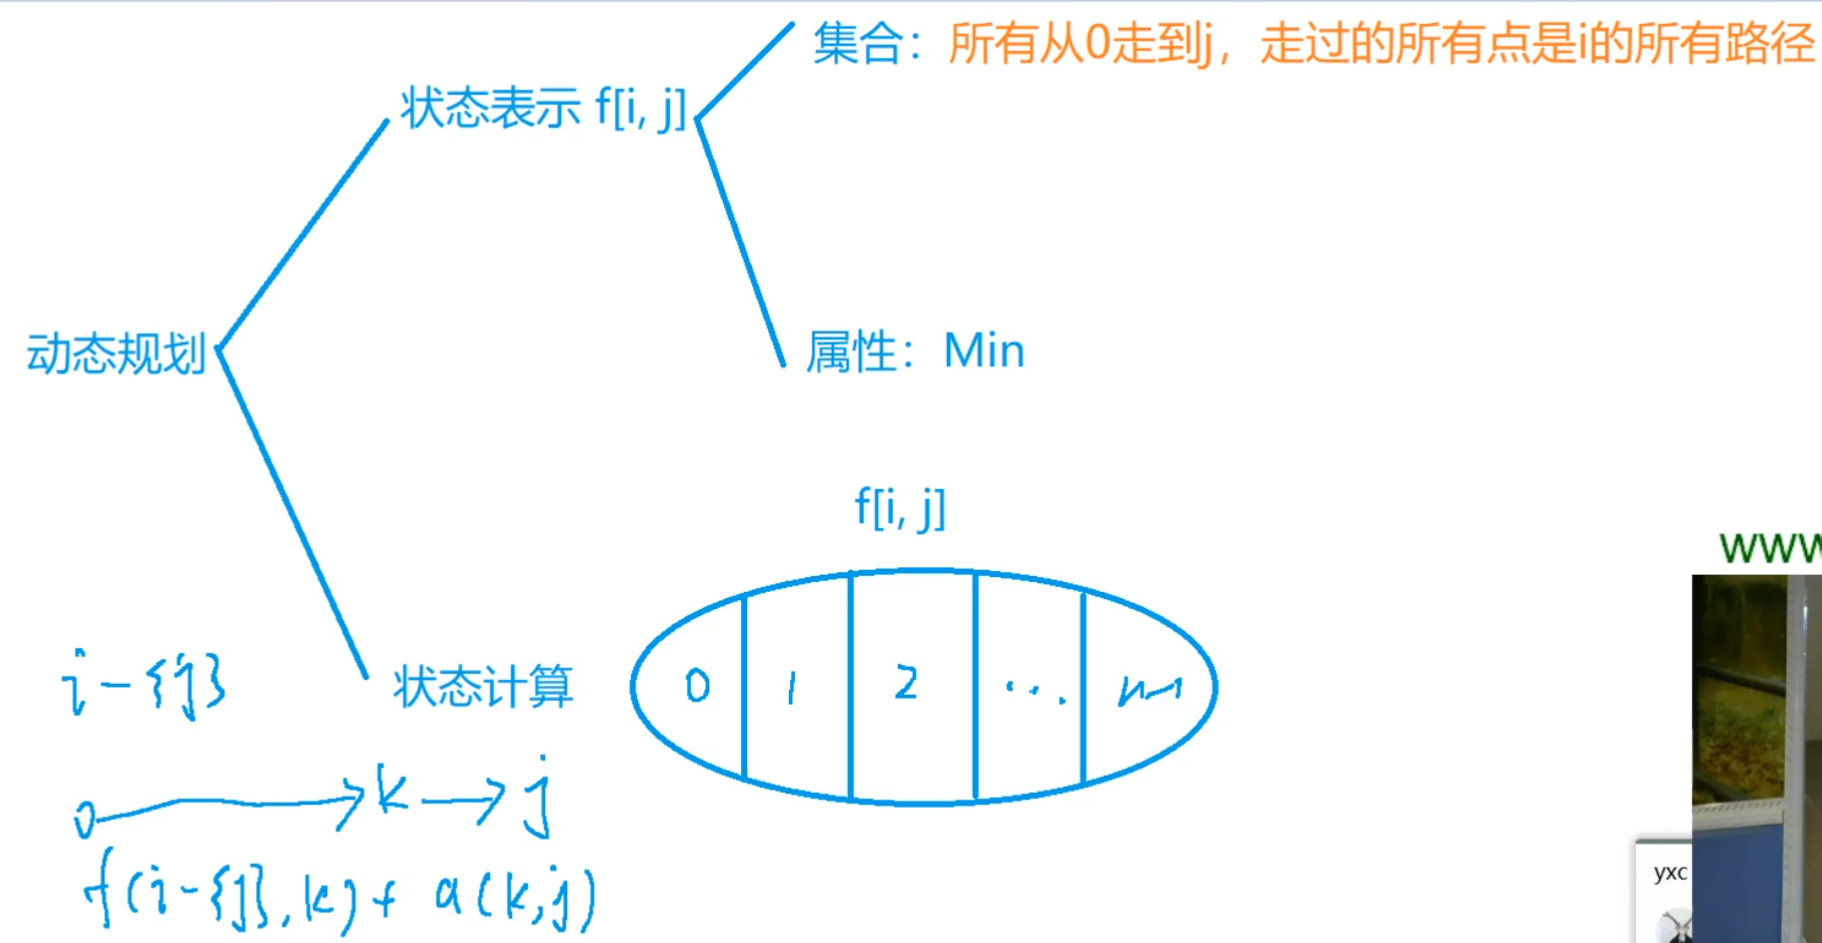 集合：所有从0走到j，走过的所有点是i的所有路径
状态表示 f[i, j]
动态规划
属性：Min
f[i, j]
i-{j}
状态计算
0 1 2 ... n-1
0 → k → j
f(i-{j}, k) + a(k,j)
www
yxc